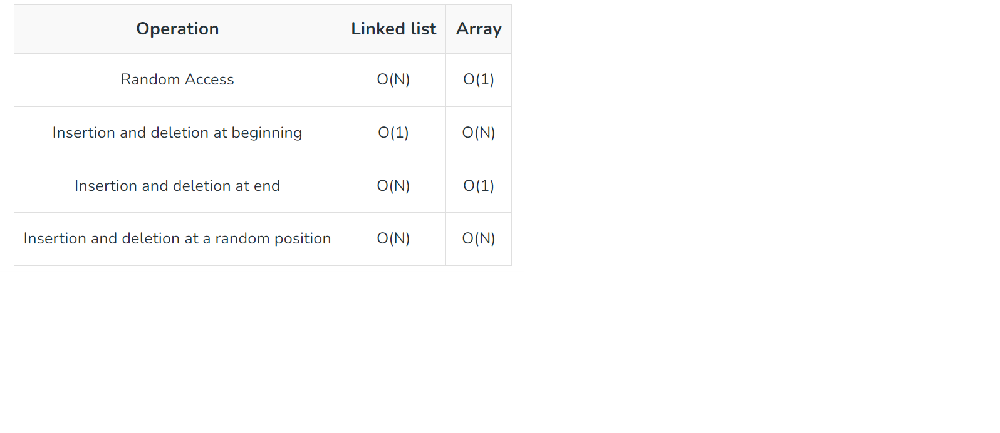 Operation Linked list Array
Random Access O(N) O(1)
Insertion and deletion at beginning O(1) O(N)
Insertion and deletion at end O(N) O(1)
Insertion and deletion at a random position O(N) O(N)